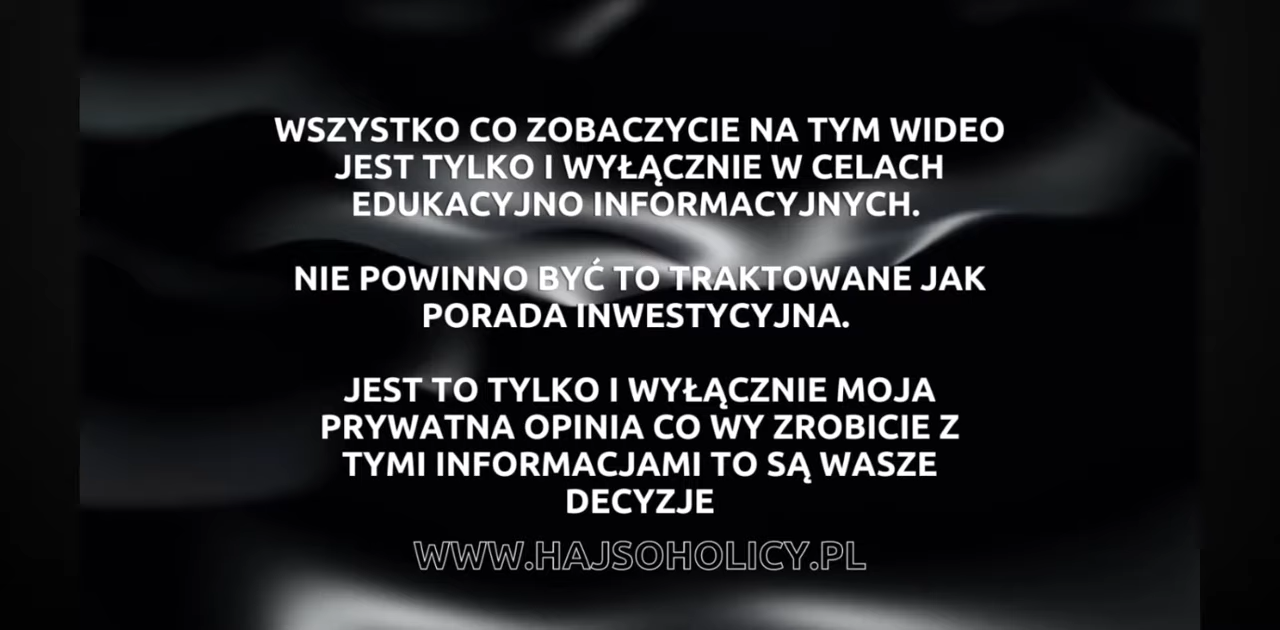 WSZYSTKO CO ZOBACZYCIE NA TYM WIDEO
JEST TYLKO I WYŁĄCZNIE W CELACH
EDUKACYJNO INFORMACYJNYCH.
NIE POWINNO BYĆ TO TRAKTOWANE JAK
PORADA INWESTYCYJNA.
JEST TO TYLKO I WYŁĄCZNIE MOJA
PRYWATNA OPINIA CO WY ZROBICIE Z
TYMI INFORMACJAMI TO SĄ WASZE
DECYZJE
WWW.HAJSOHOLICY.PL